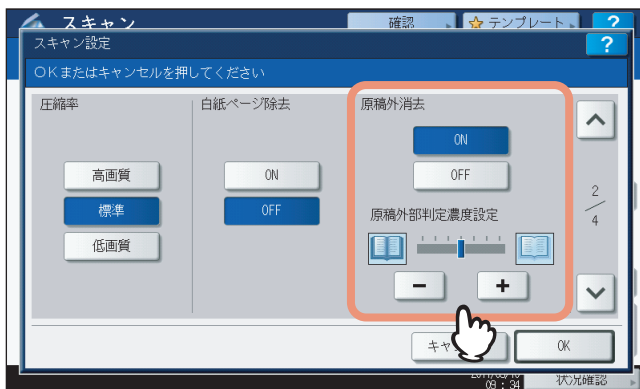 スキャン
確認
テンプレート
?
スキャン設定
?
OKまたはキャンセルを押してください
圧縮率
白紙ページ除去
原稿外消去
高画質
標準
低画質
ON
OFF
ON
OFF
原稿外部判定濃度設定
−
+
2
4
キャ
OK
09:34
状況確認